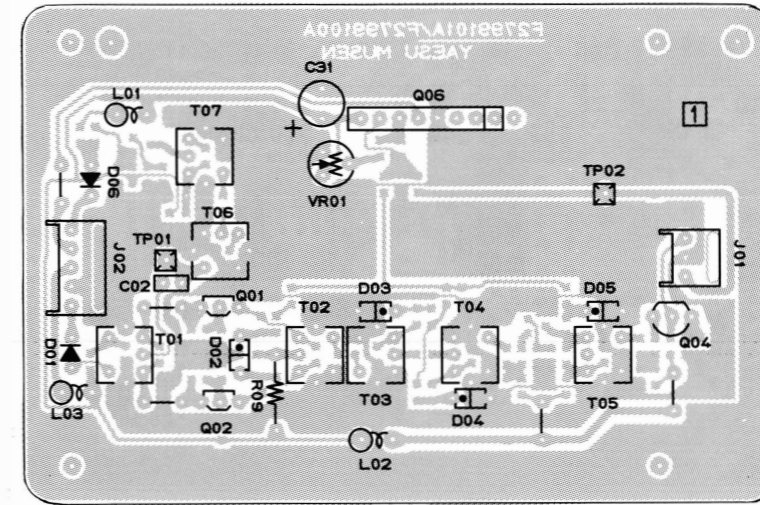 F2799101A/F2799100A
YAESU MUSEN
C31
L01
Q06
T07
1
+
D06
VR01
TP02
T06
TP01
J02
J01
C02
Q01
D03
D05
T02
T04
D01
T01
D02
Q04
R09
T03
T05
L03
Q02
D04
L02